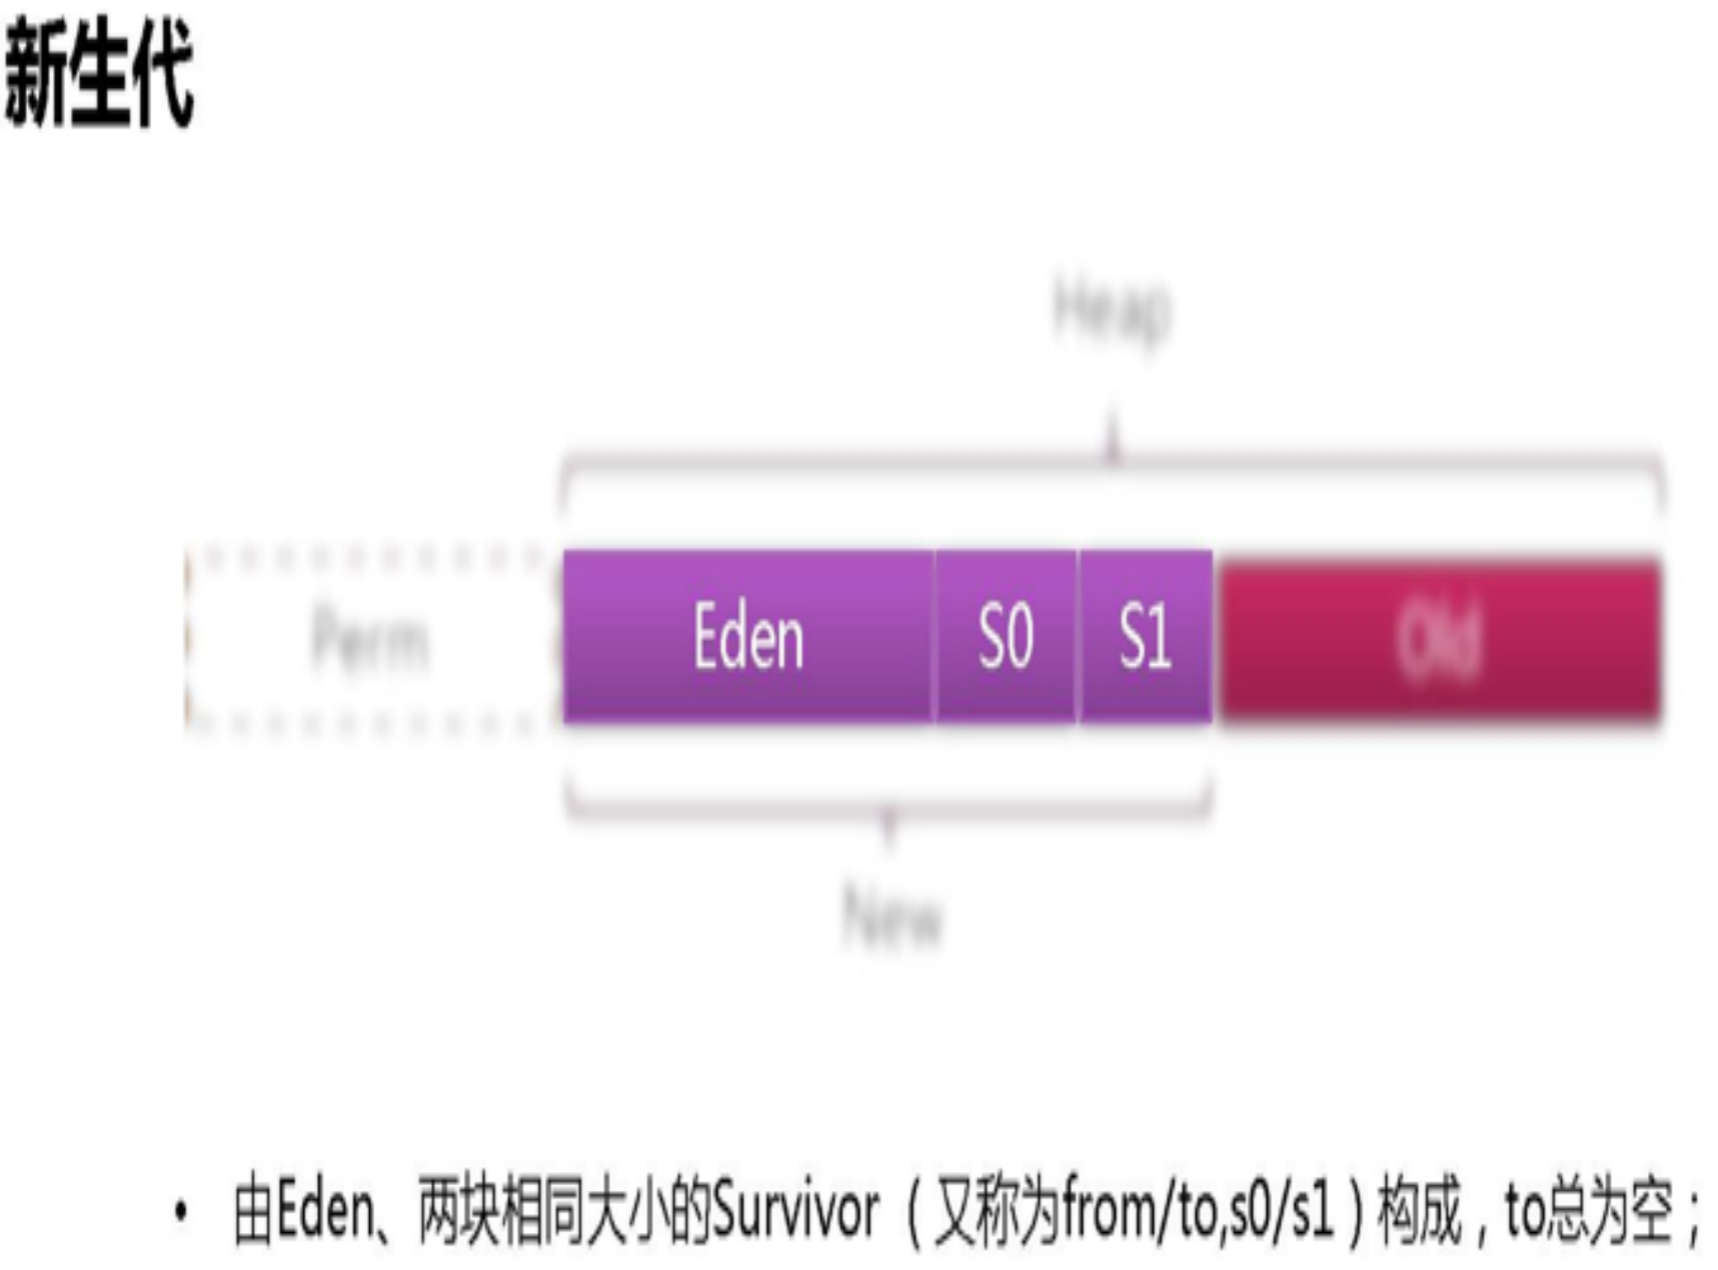 新生代
Heap
Perm
Eden
S0
S1
Old
New
• 由Eden、两块相同大小的Survivor（又称为from/to,s0/s1）构成，to总为空；